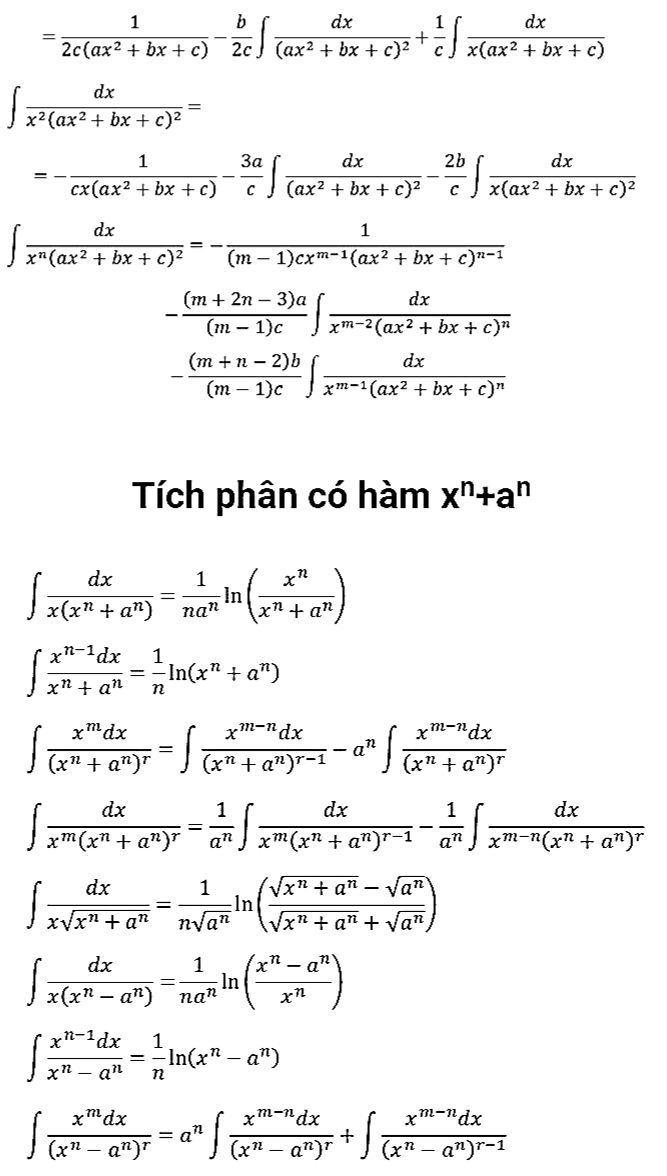 = \frac{1}{2c(ax^2 + bx + c)} - \frac{b}{2c} \int \frac{dx}{(ax^2 + bx + c)^2} + \frac{1}{c} \int \frac{dx}{x(ax^2 + bx + c)}
\int \frac{dx}{x^2(ax^2 + bx + c)^2} =
= -\frac{1}{cx(ax^2 + bx + c)} - \frac{3a}{c} \int \frac{dx}{(ax^2 + bx + c)^2} - \frac{2b}{c} \int \frac{dx}{x(ax^2 + bx + c)^2}
\int \frac{dx}{x^n(ax^2 + bx + c)^2} = -\frac{1}{(m - 1)cx^{m-1}(ax^2 + bx + c)^{n-1}}
-\frac{(m + 2n - 3)a}{(m - 1)c} \int \frac{dx}{x^{m-2}(ax^2 + bx + c)^n}
-\frac{(m + n - 2)b}{(m - 1)c} \int \frac{dx}{x^{m-1}(ax^2 + bx + c)^n}
Tích phân có hàm x^n+a^n
\int \frac{dx}{x(x^n + a^n)} = \frac{1}{na^n} \ln\left(\frac{x^n}{x^n + a^n}\right)
\int \frac{x^{n-1}dx}{x^n + a^n} = \frac{1}{n} \ln(x^n + a^n)
\int \frac{x^m dx}{(x^n + a^n)^r} = \int \frac{x^{m-n}dx}{(x^n + a^n)^{r-1}} - a^n \int \frac{x^{m-n}dx}{(x^n + a^n)^r}
\int \frac{dx}{x^m(x^n + a^n)^r} = \frac{1}{a^n} \int \frac{dx}{x^m(x^n + a^n)^{r-1}} - \frac{1}{a^n} \int \frac{dx}{x^{m-n}(x^n + a^n)^r}
\int \frac{dx}{x\sqrt{x^n + a^n}} = \frac{1}{n\sqrt{a^n}} \ln\left(\frac{\sqrt{x^n + a^n} - \sqrt{a^n}}{\sqrt{x^n + a^n} + \sqrt{a^n}}\right)
\int \frac{dx}{x(x^n - a^n)} = \frac{1}{na^n} \ln\left(\frac{x^n - a^n}{x^n}\right)
\int \frac{x^{n-1}dx}{x^n - a^n} = \frac{1}{n} \ln(x^n - a^n)
\int \frac{x^m dx}{(x^n - a^n)^r} = a^n \int \frac{x^{m-n}dx}{(x^n - a^n)^r} + \int \frac{x^{m-n}dx}{(x^n - a^n)^{r-1}}